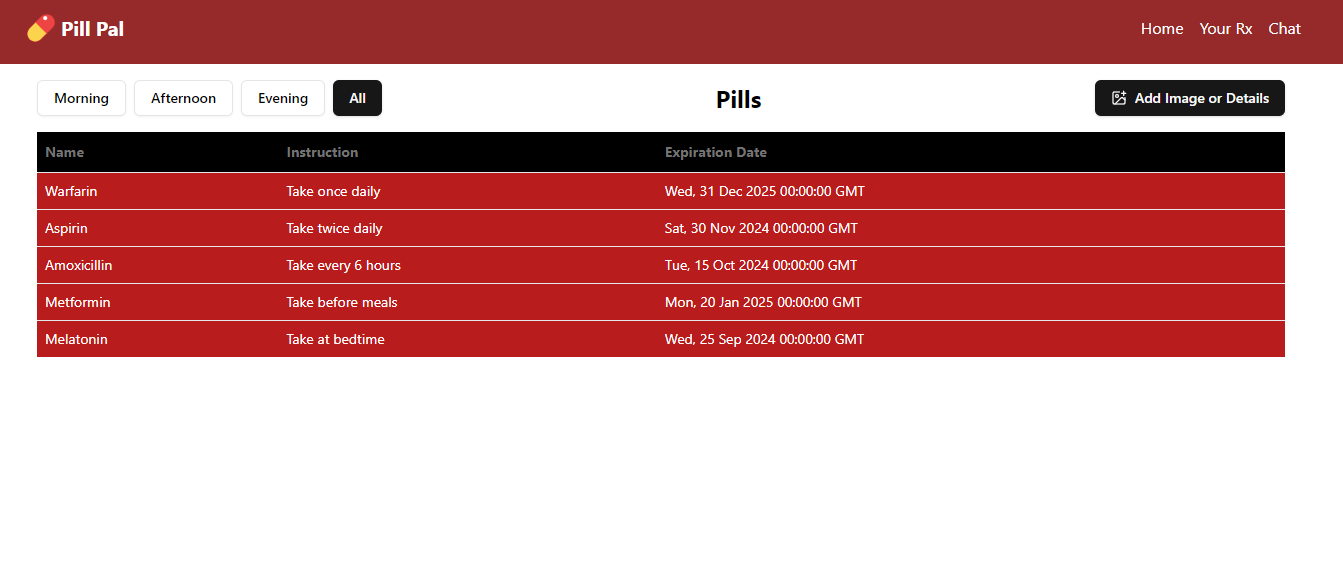 Pill Pal Home Your Rx Chat
Morning Afternoon Evening All Pills Add Image or Details
Name Instruction Expiration Date
Warfarin Take once daily Wed, 31 Dec 2025 00:00:00 GMT
Aspirin Take twice daily Sat, 30 Nov 2024 00:00:00 GMT
Amoxicillin Take every 6 hours Tue, 15 Oct 2024 00:00:00 GMT
Metformin Take before meals Mon, 20 Jan 2025 00:00:00 GMT
Melatonin Take at bedtime Wed, 25 Sep 2024 00:00:00 GMT